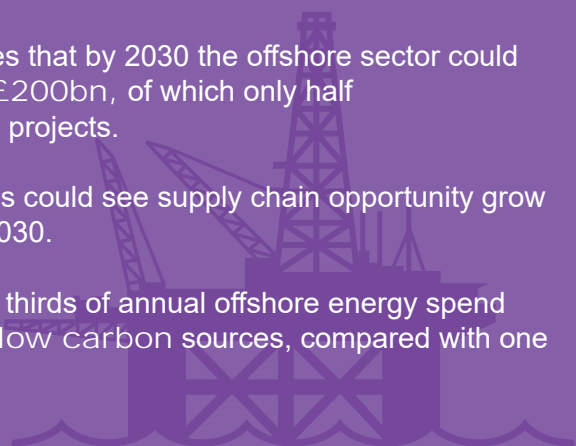 es that by 2030 the offshore sector could
£200bn, of which only half
projects.
s could see supply chain opportunity grow
030.
thirds of annual offshore energy spend
low carbon sources, compared with one